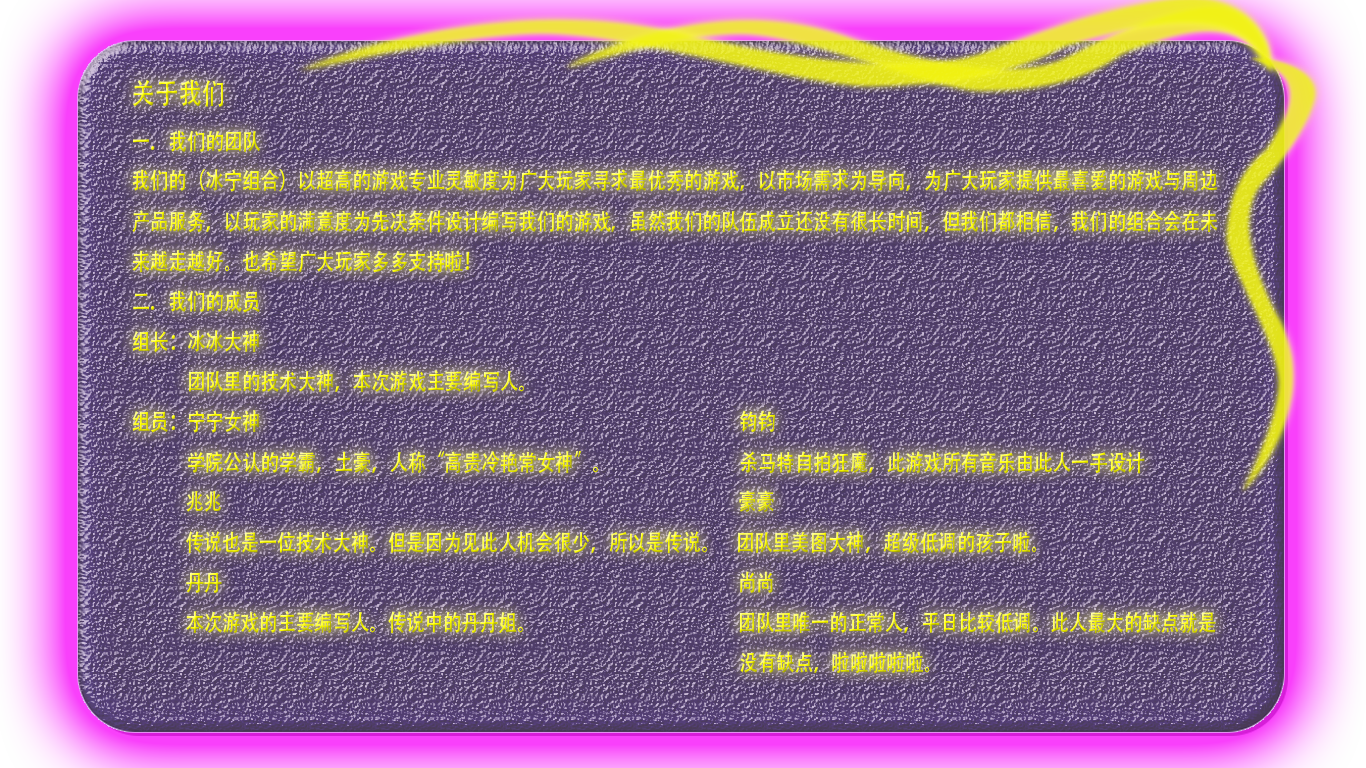 关于我们
一．我们的团队
我们的（冰宁组合）以超高的游戏专业灵敏度为广大玩家寻求最优秀的游戏，以市场需求为导向，为广大玩家提供最喜爱的游戏与周边
产品服务，以玩家的满意度为先决条件设计编写我们的游戏，虽然我们的队伍成立还没有很长时间，但我们都相信，我们的组合会在未
来越走越好。也希望广大玩家多多支持啦！
二．我们的成员
组长：冰冰大神
团队里的技术大神，本次游戏主要编写人。
组员：宁宁女神
学院公认的学霸，土豪，人称“高贵冷艳常女神”。
兆兆
传说也是一位技术大神。但是因为见此人机会很少，所以是传说。
丹丹
本次游戏的主要编写人。传说中的丹丹姐。
钧钧
杀马特自拍狂魔，此游戏所有音乐由此人一手设计
豪豪
团队里美图大神，超级低调的孩子啦。
尚尚
团队里唯一的正常人，平日比较低调。此人最大的缺点就是
没有缺点，啦啦啦啦啦。